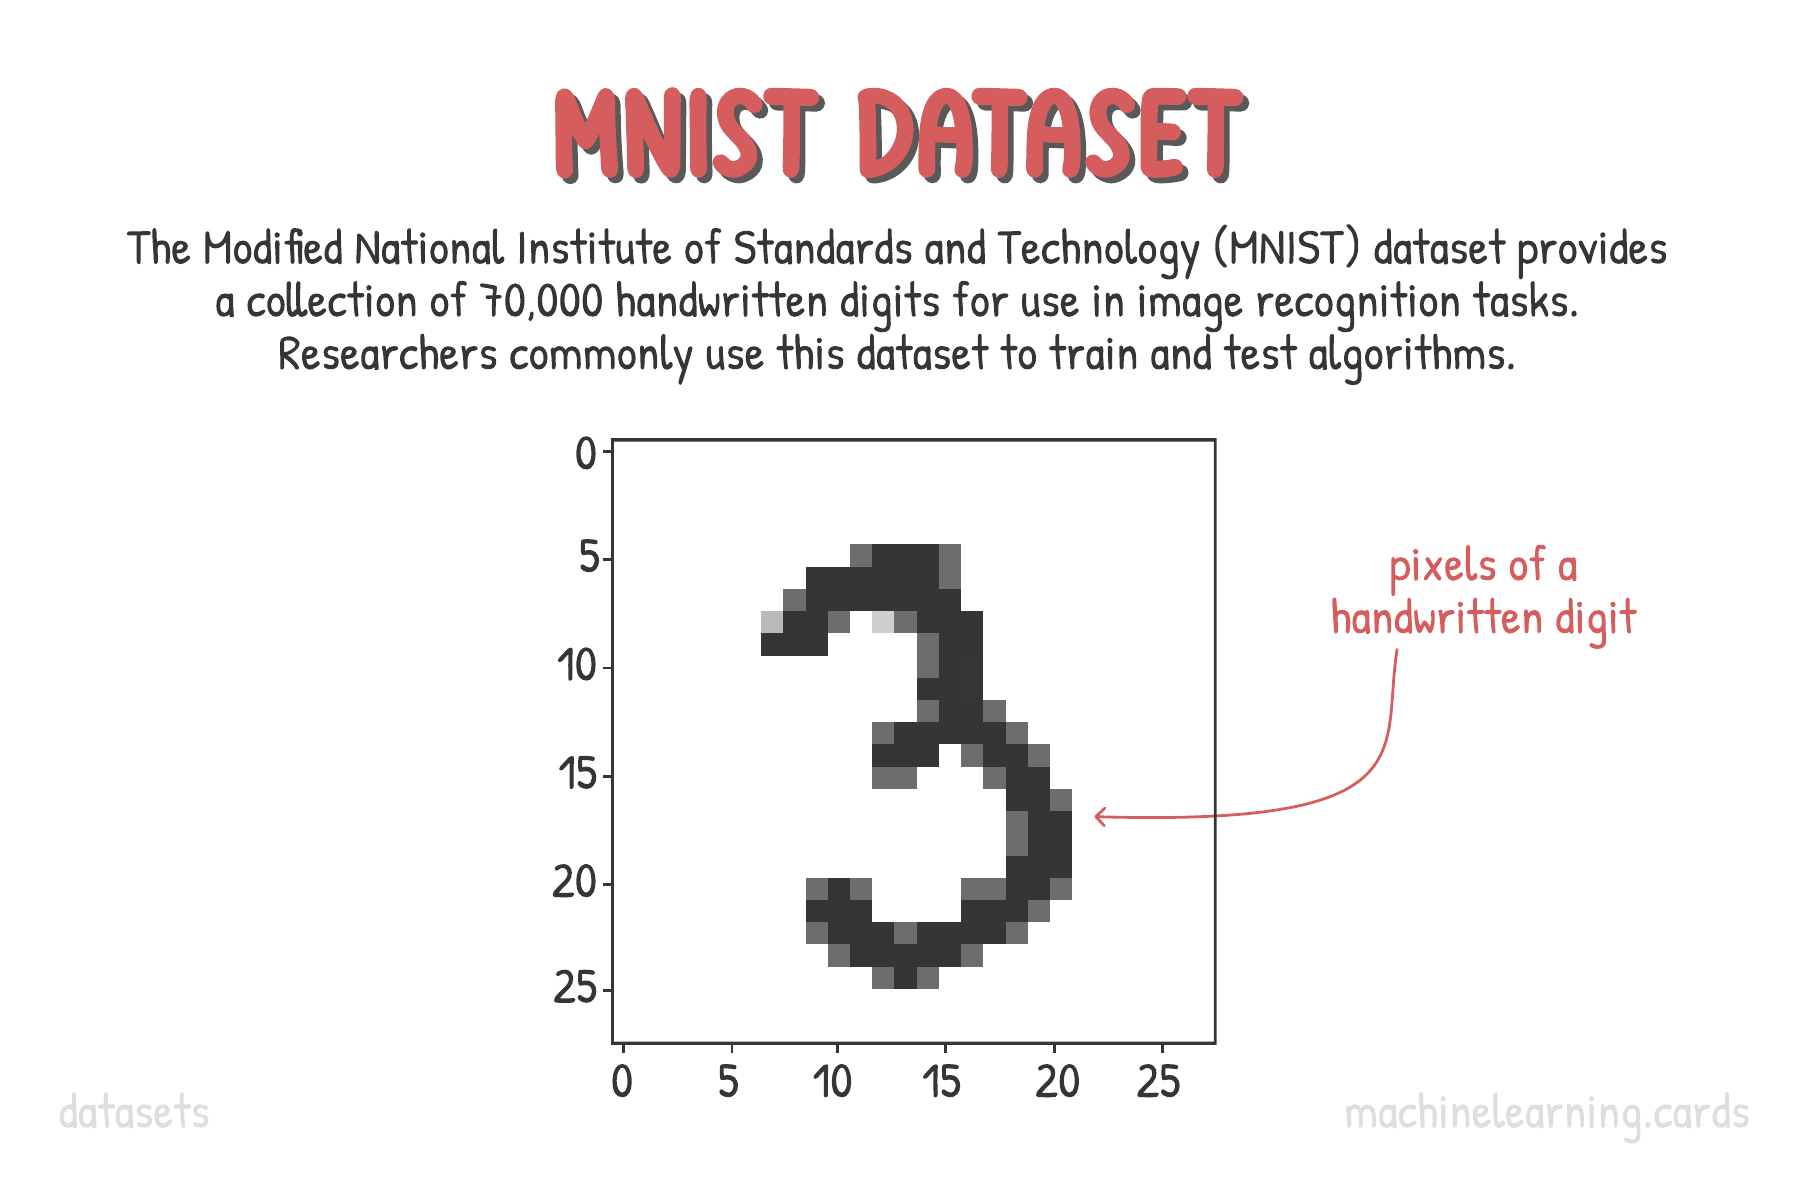 MNIST DATASET
The Modified National Institute of Standards and Technology (MNIST) dataset provides
a collection of 70,000 handwritten digits for use in image recognition tasks.
Researchers commonly use this dataset to train and test algorithms.
0
5
10
15
20
25
pixels of a
handwritten digit
3
0 5 10 15 20 25
datasets
machinelearning.cards